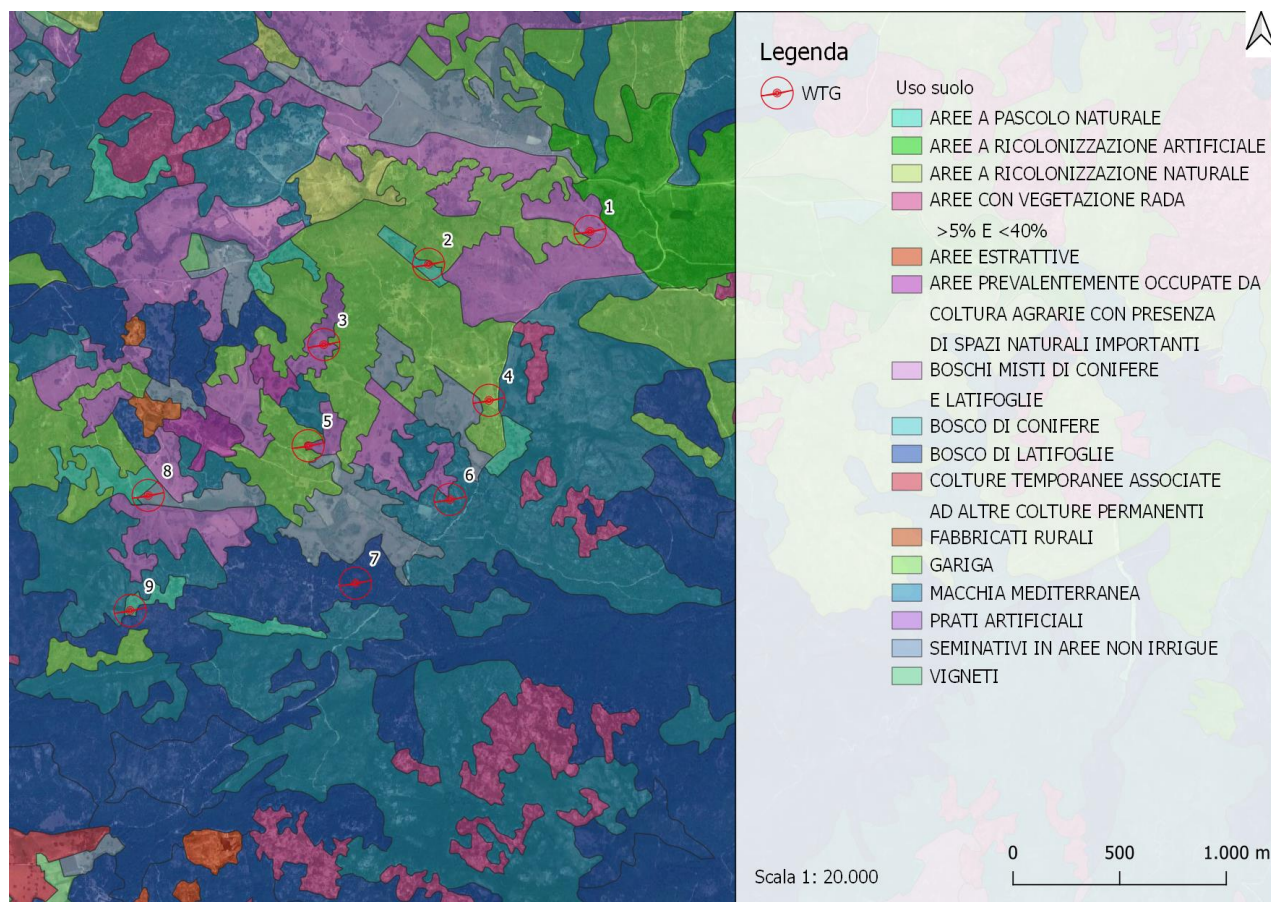 Legenda
WTG
Uso suolo
AREE A PASCOLO NATURALE
AREE A RICOLONIZZAZIONE ARTIFICIALE
AREE A RICOLONIZZAZIONE NATURALE
AREE CON VEGETAZIONE RADA
>5% E <40%
AREE ESTRATTIVE
AREE PREVALENTEMENTE OCCUPATE DA
COLTURA AGRARIE CON PRESENZA
DI SPAZI NATURALI IMPORTANTI
BOSCHI MISTI DI CONIFERE
E LATIFOGLIE
BOSCO DI CONIFERE
BOSCO DI LATIFOGLIE
COLTURE TEMPORANEE ASSOCIATE
AD ALTRE COLTURE PERMANENTI
FABBRICATI RURALI
GARIGA
MACCHIA MEDITERRANEA
PRATI ARTIFICIALI
SEMINATIVI IN AREE NON IRRIGUE
VIGNETI
1
2
3
4
5
6
7
8
9
Scala 1: 20.000
0 500 1.000 m